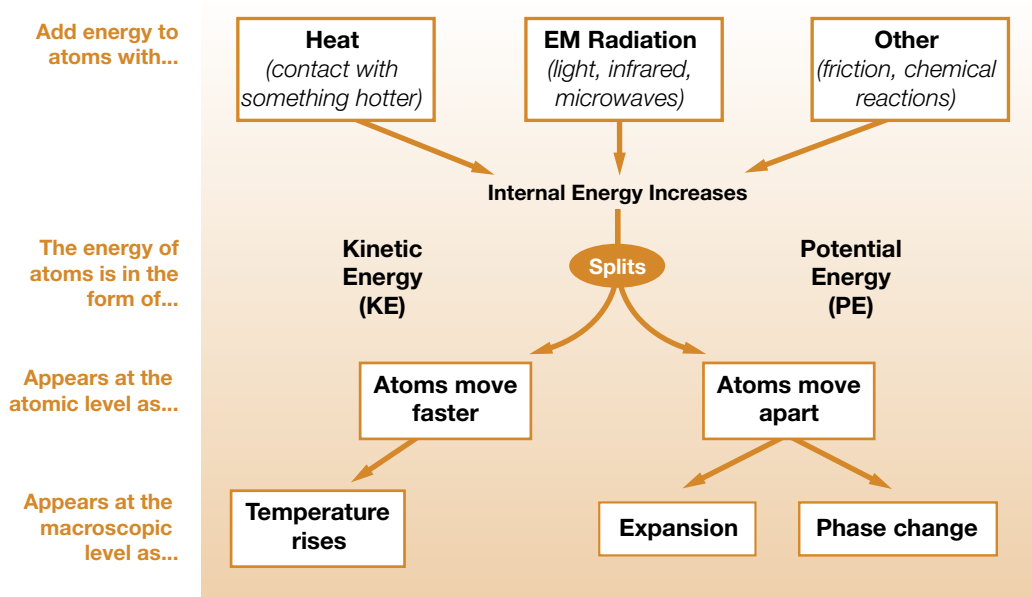 Add energy to
atoms with...
Heat
(contact with
something hotter)
EM Radiation
(light, infrared,
microwaves)
Other
(friction, chemical
reactions)
Internal Energy Increases
The energy of
atoms is in the
form of...
Kinetic
Energy
(KE)
Splits
Potential
Energy
(PE)
Appears at the
atomic level as...
Atoms move
faster
Atoms move
apart
Appears at the
macroscopic
level as...
Temperature
rises
Expansion
Phase change